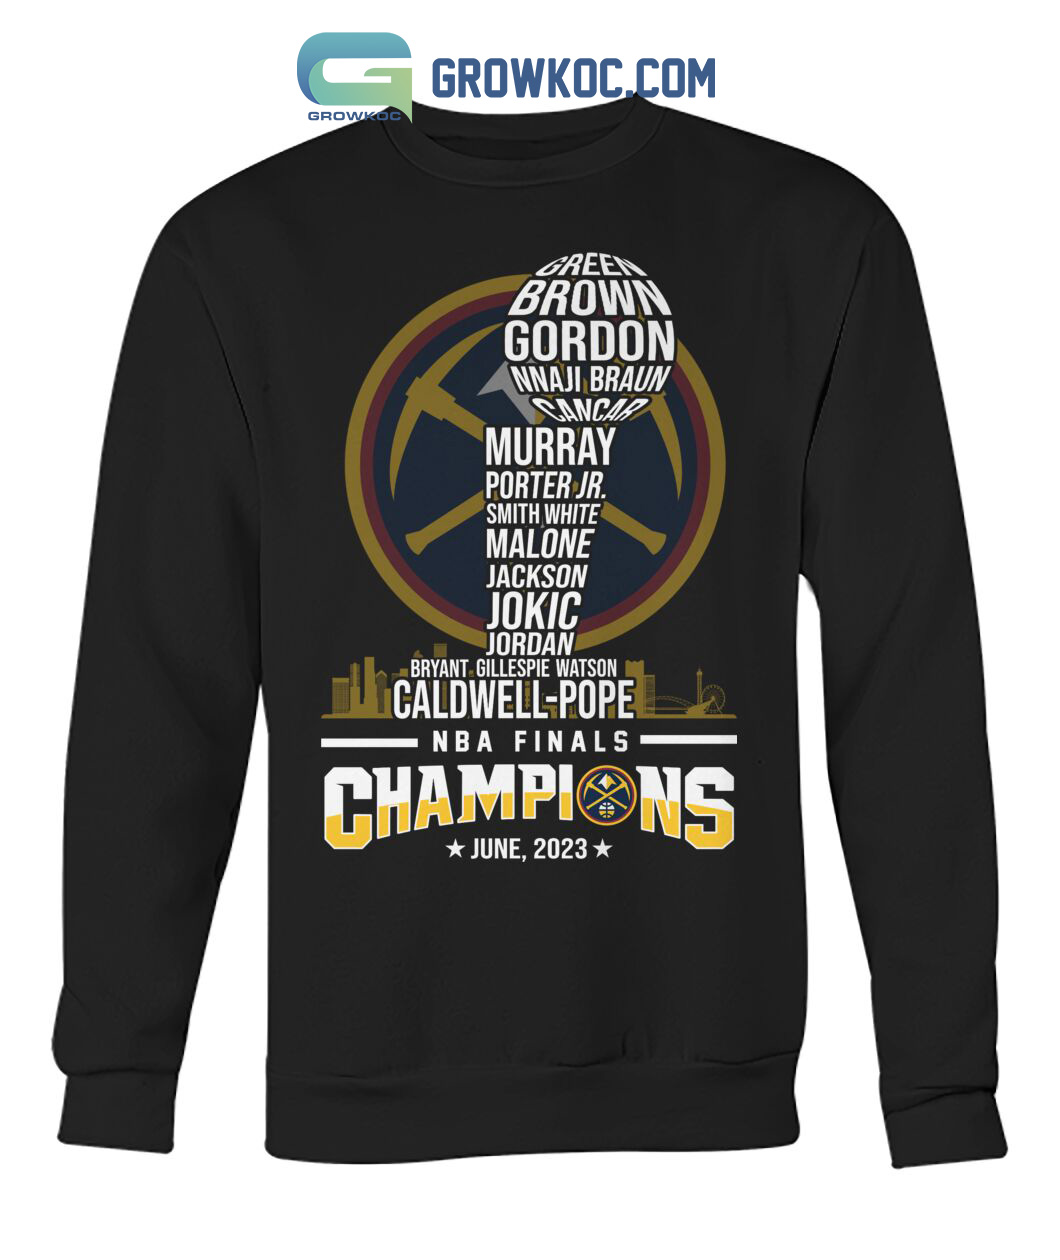 GROWKOC
GROWKOC.COM
GREEN
BROWN
GORDON
NNAJI BRAUN
CANCAR
MURRAY
PORTER JR.
SMITH WHITE
MALONE
JACKSON
JOKIC
JORDAN
BRYANT GILLESPIE WATSON
CALDWELL-POPE
NBA FINALS
CHAMPIONS
★ JUNE, 2023 ★